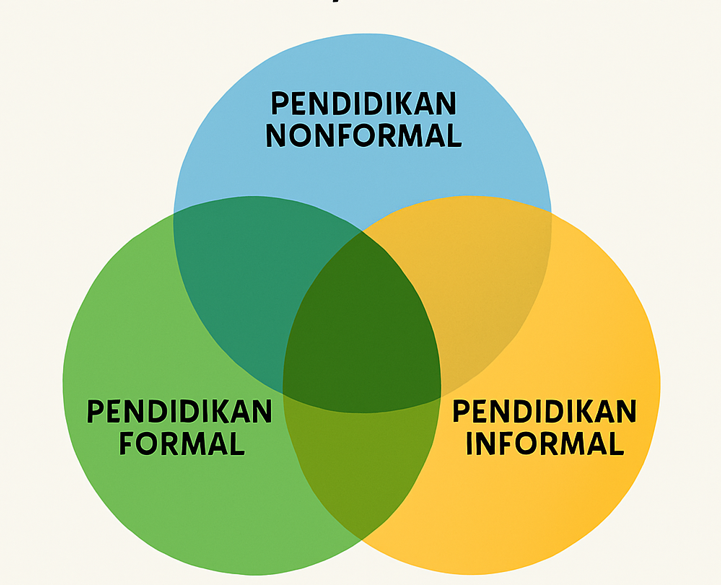 PENDIDIKAN
NONFORMAL
PENDIDIKAN
FORMAL
PENDIDIKAN
INFORMAL